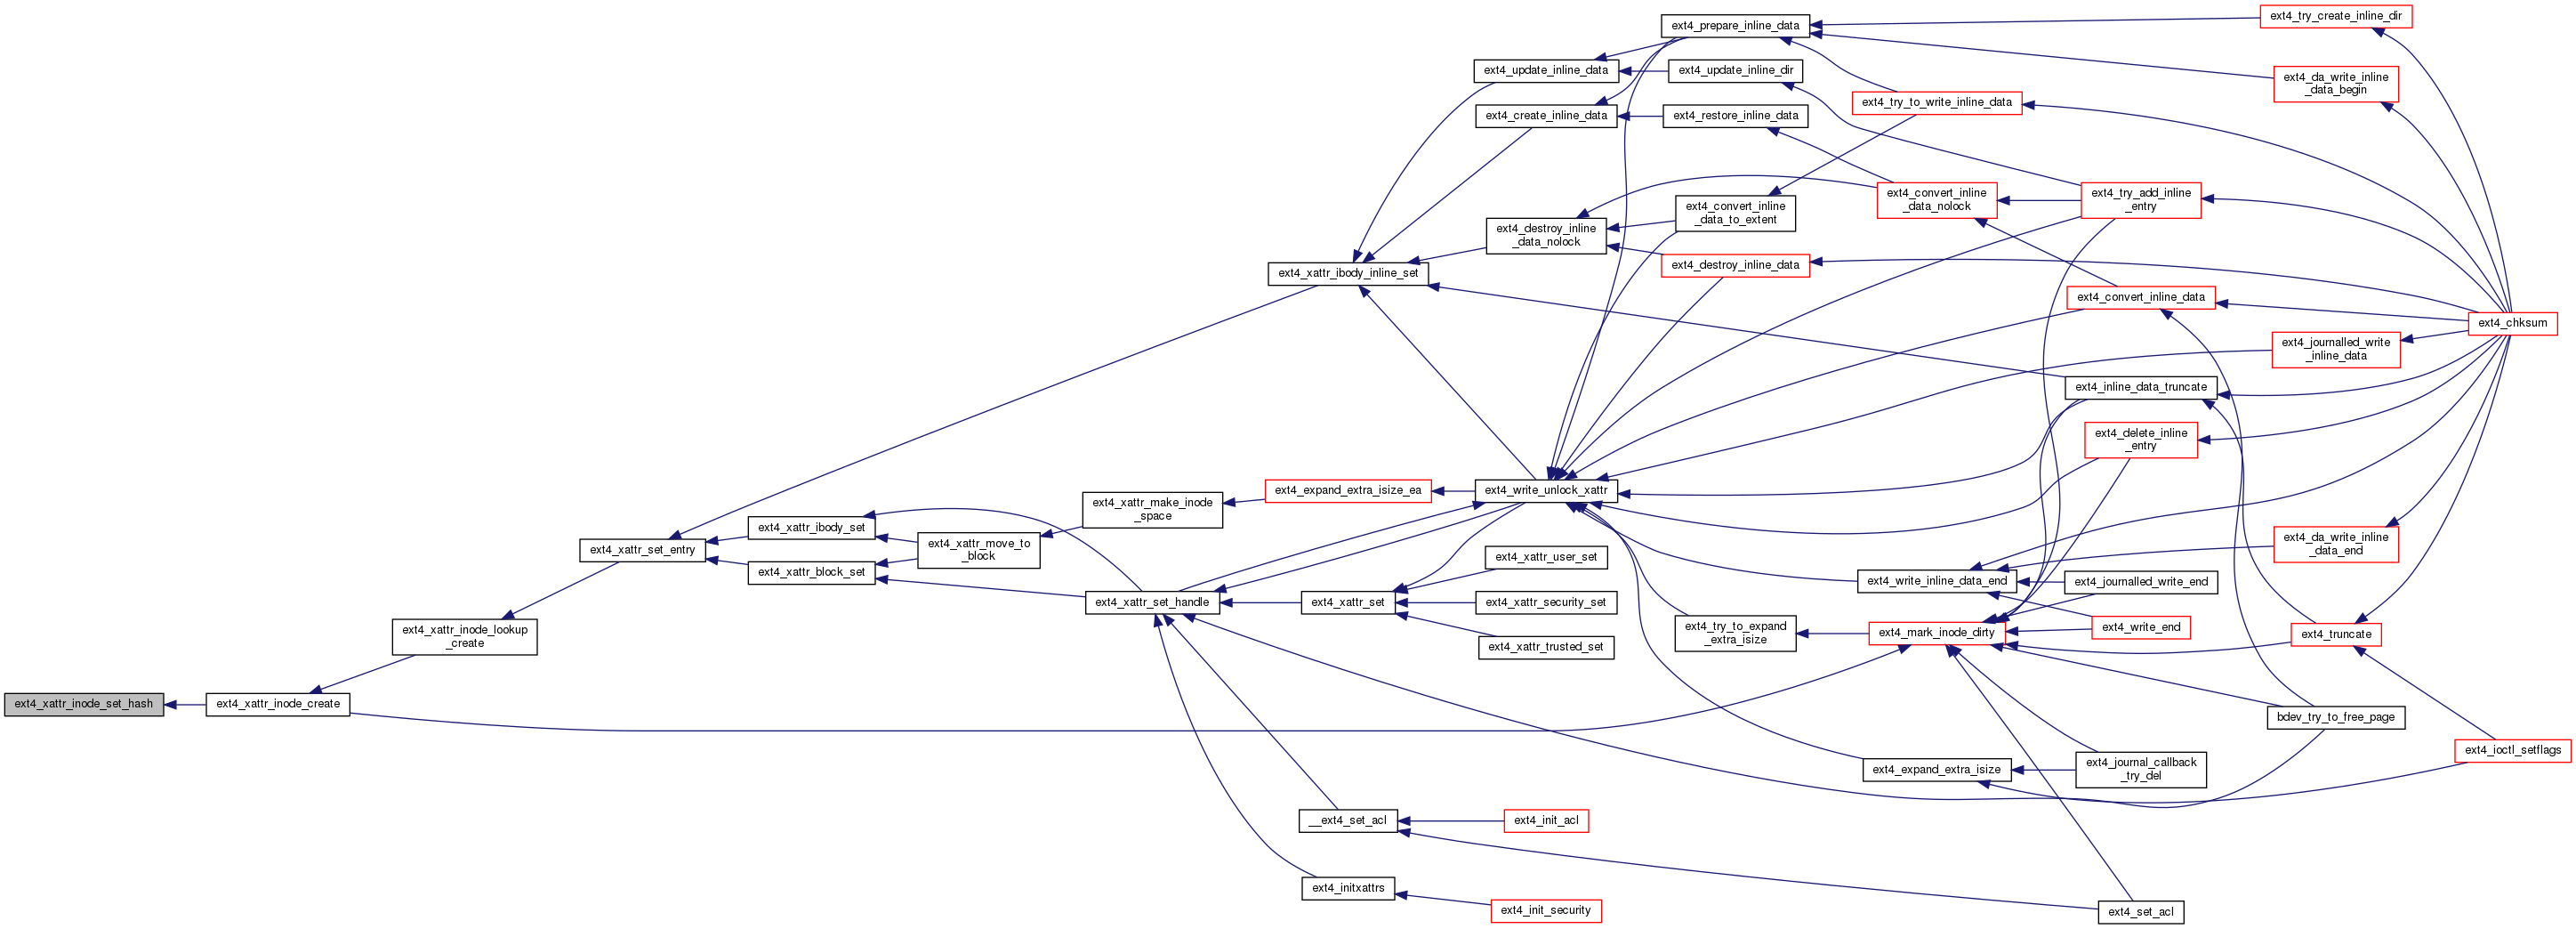 ext4_xattr_inode_set_hash
ext4_xattr_inode_create
ext4_xattr_inode_lookup
_create
ext4_xattr_set_entry
ext4_xattr_ibody_set
ext4_xattr_block_set
ext4_xattr_move_to
_block
ext4_xattr_make_inode
_space
ext4_expand_extra_isize_ea
ext4_xattr_set_handle
ext4_xattr_ibody_inline_set
ext4_xattr_set
__ext4_set_acl
ext4_initxattrs
ext4_update_inline_data
ext4_create_inline_data
ext4_destroy_inline
_data_nolock
ext4_write_unlock_xattr
ext4_xattr_user_set
ext4_xattr_security_set
ext4_xattr_trusted_set
ext4_init_acl
ext4_init_security
ext4_prepare_inline_data
ext4_update_inline_dir
ext4_restore_inline_data
ext4_convert_inline
_data_to_extent
ext4_destroy_inline_data
ext4_try_to_expand
_extra_isize
ext4_try_to_write_inline_data
ext4_convert_inline
_data_nolock
ext4_write_inline_data_end
ext4_mark_inode_dirty
ext4_expand_extra_isize
ext4_try_add_inline
_entry
ext4_convert_inline_data
ext4_inline_data_truncate
ext4_delete_inline
_entry
ext4_journalled_write_end
ext4_write_end
ext4_journal_callback
_try_del
ext4_set_acl
ext4_try_create_inline_dir
ext4_da_write_inline
_data_begin
ext4_journalled_write
_inline_data
ext4_da_write_inline
_data_end
ext4_truncate
bdev_try_to_free_page
ext4_chksum
ext4_ioctl_setflags